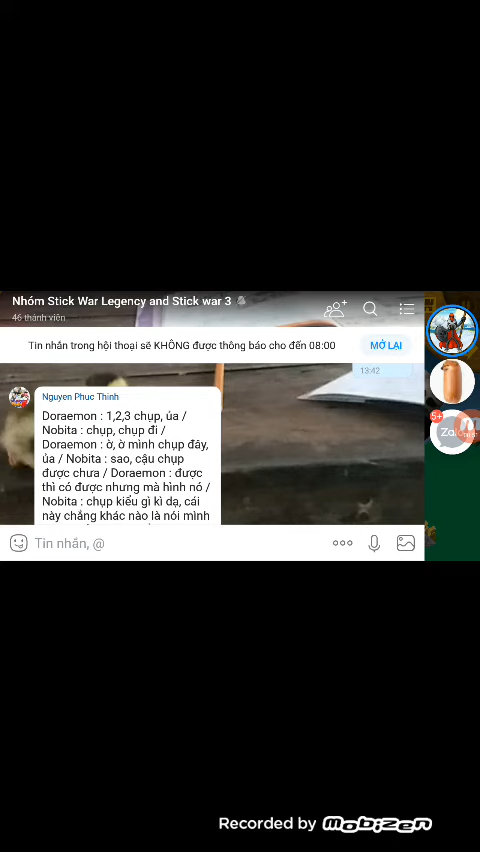 Nhóm Stick War Legency and Stick war 3
46 thành viên
Tin nhắn trong hội thoại sẽ KHÔNG được thông báo cho đến 08:00
MỞ LẠI
13:42
Nguyen Phuc Thinh
Doraemon : 1,2,3 chụp, ủa /
Nobita : chụp, chụp đi /
Doraemon : ờ, ờ mình chụp đây,
ủa / Nobita : sao, cậu chụp
được chưa / Doraemon : được
thì có được nhưng mà hình nó /
Nobita : chụp kiểu gì kì dạ, cái
này chẳng khác nào là nói mình
5+
Zal
Tin nhắn, @
Recorded by mobizen